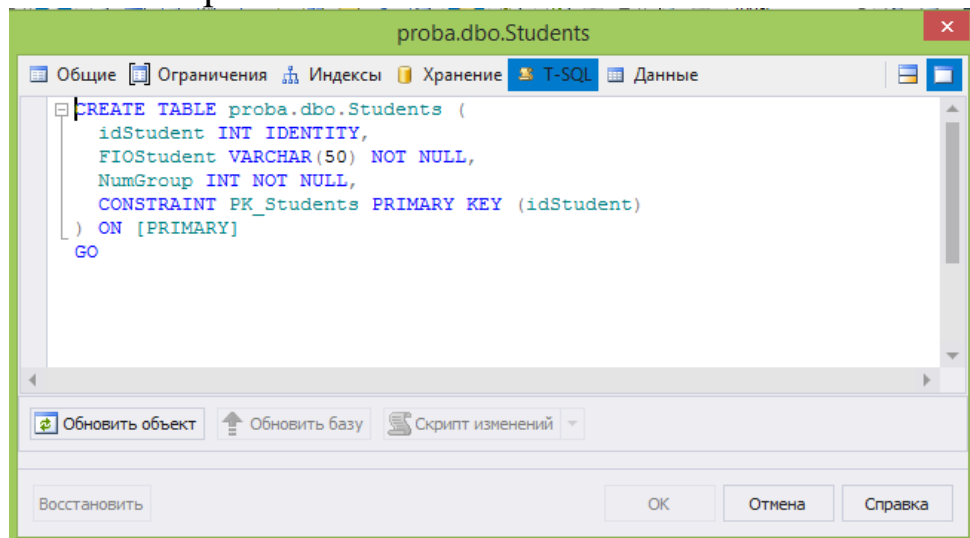 proba.dbo.Students
Общие Ограничения Индексы Хранение T-SQL Данные
CREATE TABLE proba.dbo.Students (
idStudent INT IDENTITY,
FIOStudent VARCHAR(50) NOT NULL,
NumGroup INT NOT NULL,
CONSTRAINT PK_Students PRIMARY KEY (idStudent)
) ON [PRIMARY]
GO
Обновить объект Обновить базу Скрипт изменений
Восстановить OK Отмена Справка